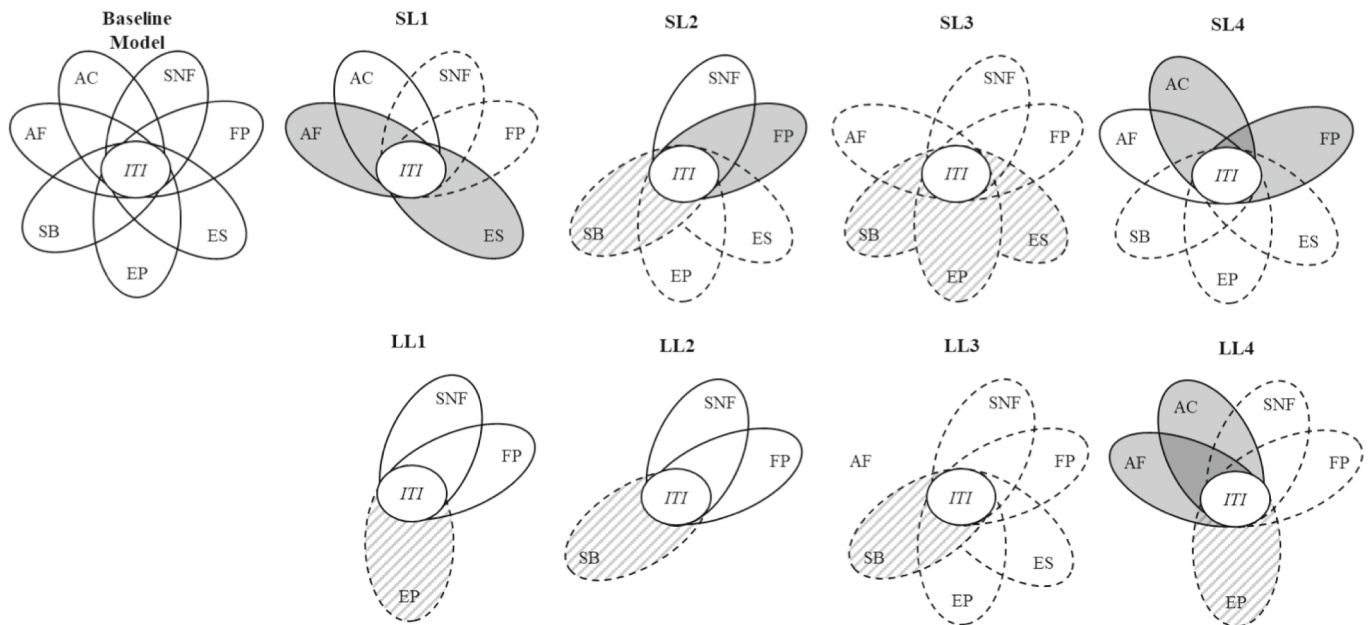 Baseline
Model
SL1
SL2
SL3
SL4
AC
SNF
AF
FP
ITI
SB
ES
EP
AC
SNF
AF
FP
ITI
ES
SNF
FP
ITI
SB
ES
EP
SNF
AF
FP
ITI
SB
ES
EP
AC
AF
FP
ITI
SB
ES
EP
LL1
LL2
LL3
LL4
SNF
FP
ITI
EP
SNF
FP
ITI
SB
SNF
AF
FP
ITI
SB
ES
EP
AC
SNF
AF
FP
ITI
EP